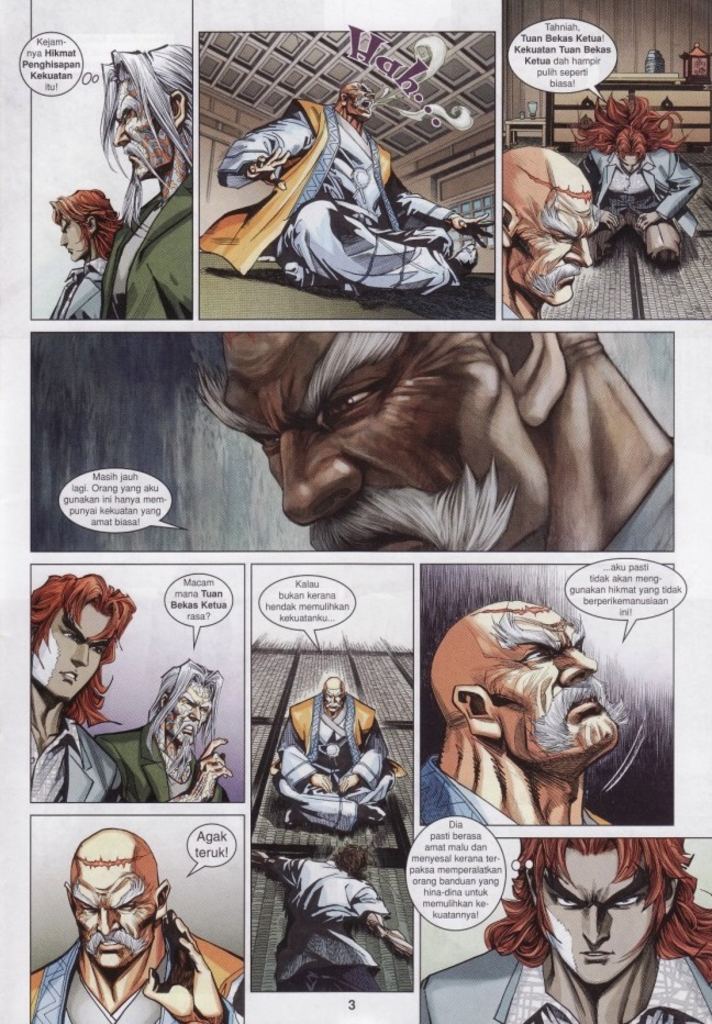 Kejam-
nya Hikmat
Penghisapan
Kekuatan
itu!
Hah...
Tahniah,
Tuan Bekas Ketua!
Kekuatan Tuan Bekas
Ketua dah hampir
pulih seperti
biasa!
Masih jauh
lagi. Orang yang aku
gunakan ini hanya mem-
punyai kekuatan yang
amat biasa!
Macam
mana Tuan
Bekas Ketua
rasa?
Kalau
bukan kerana
hendak memulihkan
kekuatanku...
...aku pasti
tidak akan meng-
gunakan hikmat yang tidak
berperikemanusiaan
ini!
Agak
teruk!
Dia
pasti berasa
amat malu dan
menyesal kerana ter-
paksa memperalatkan
orang banduan yang
hina-dina untuk
memulihkan ke-
kuatannya!
3